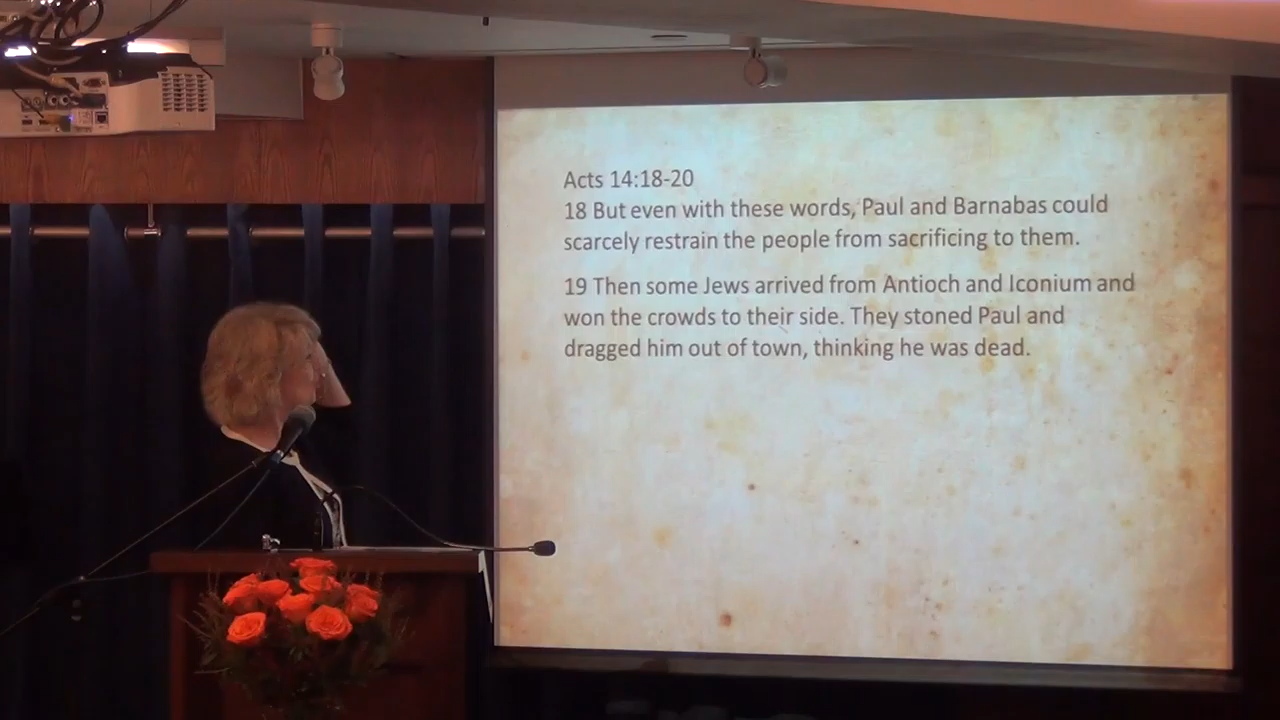 Acts 14:18-20
18 But even with these words, Paul and Barnabas could
scarcely restrain the people from sacrificing to them.
19 Then some Jews arrived from Antioch and Iconium and
won the crowds to their side. They stoned Paul and
dragged him out of town, thinking he was dead.